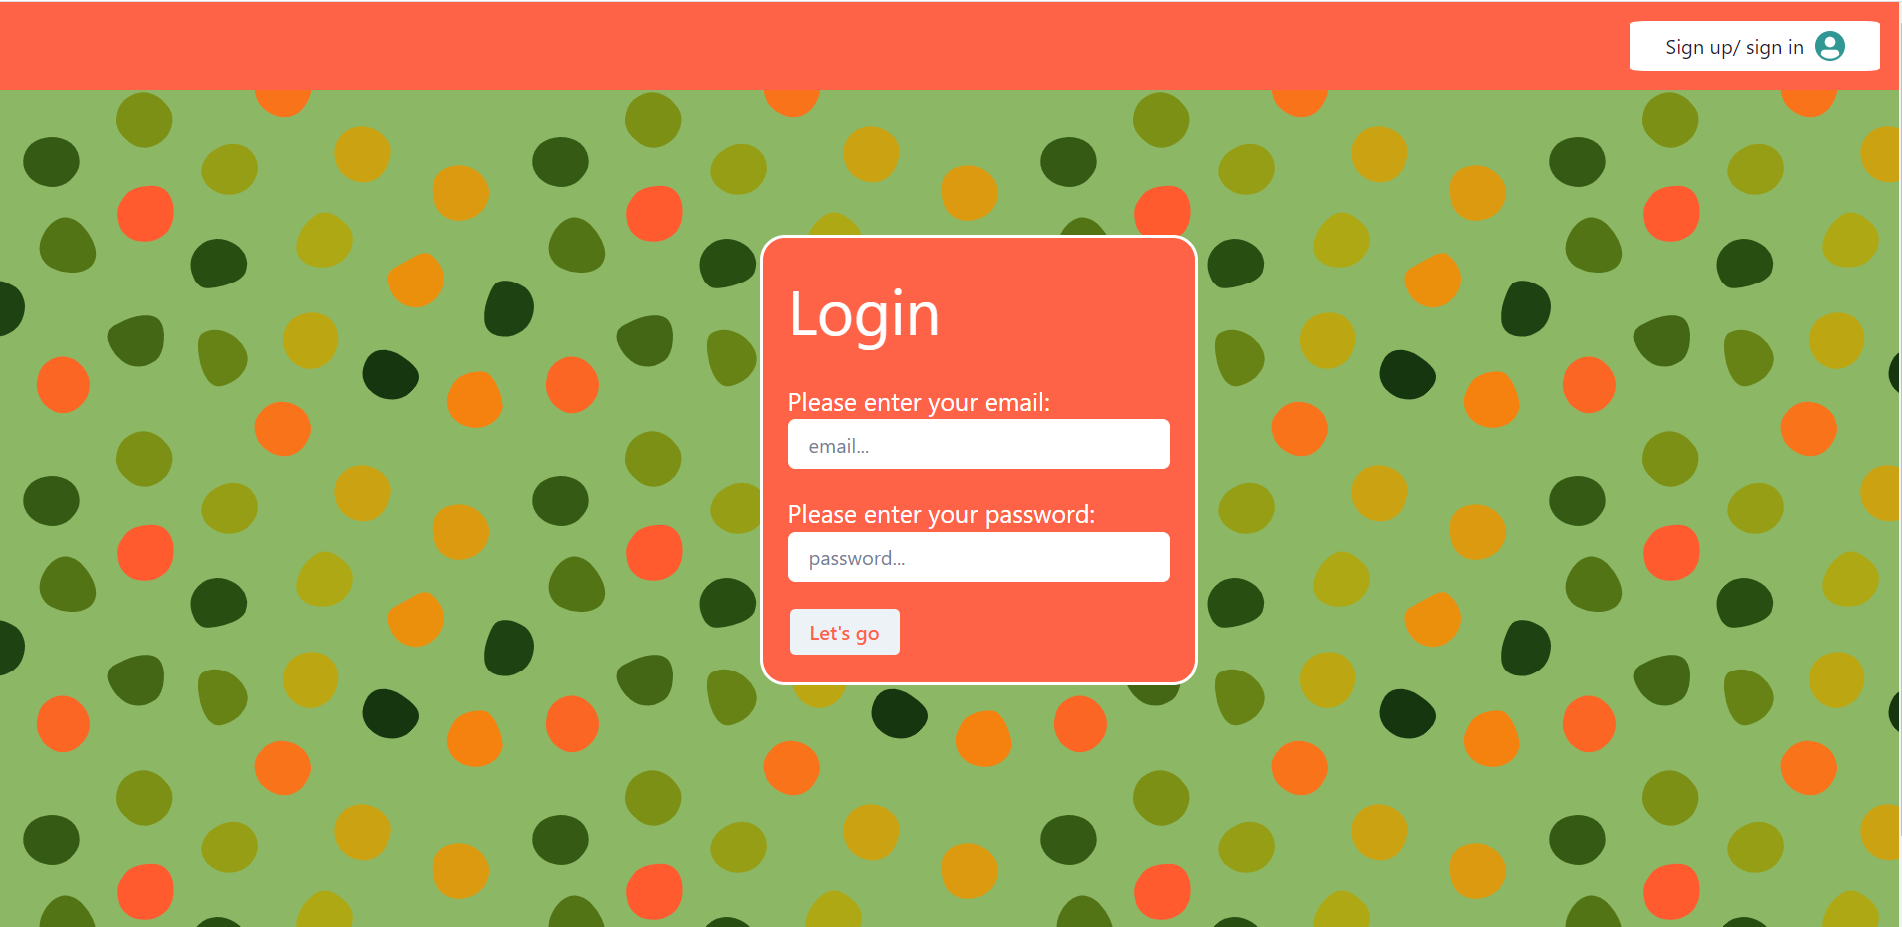 Sign up/ sign in
Login
Please enter your email:
email...
Please enter your password:
password...
Let's go